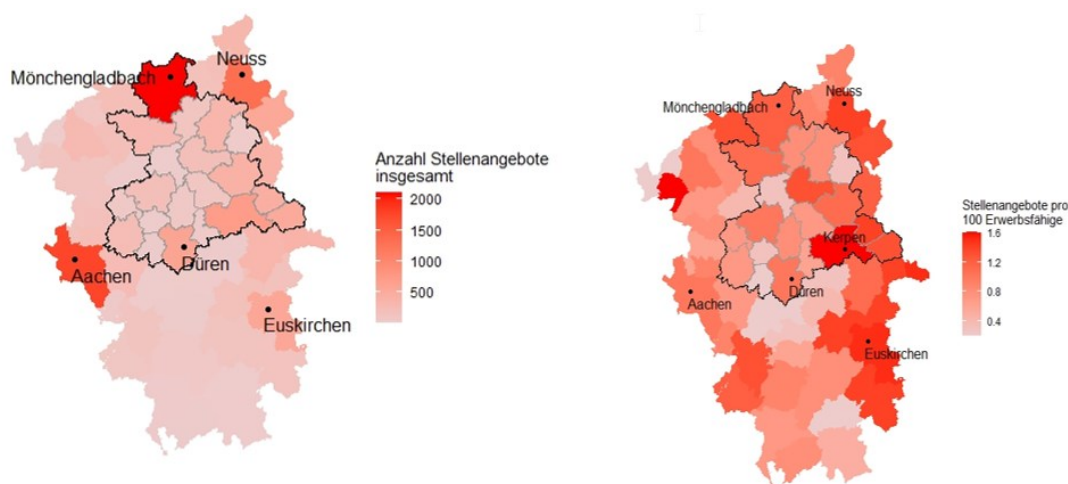 Neuss
Mönchengladbach
Anzahl Stellenangebote
insgesamt
2000
1500
1000
500
Aachen
Düren
Euskirchen
Neuss
Mönchengladbach
Stellenangebote pro
100 Erwerbsfähige
1.6
1.2
0.8
0.4
Kerpen
Düren
Aachen
Euskirchen